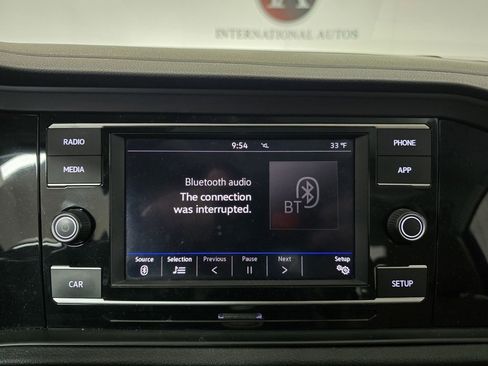 INTERNATIONAL AUTOS
RADIO
MEDIA
CAR
9:54
33 °F
Bluetooth audio
The connection
was interrupted.
BT
Source
Selection
Previous
Pause
Next
Setup
PHONE
APP
SETUP